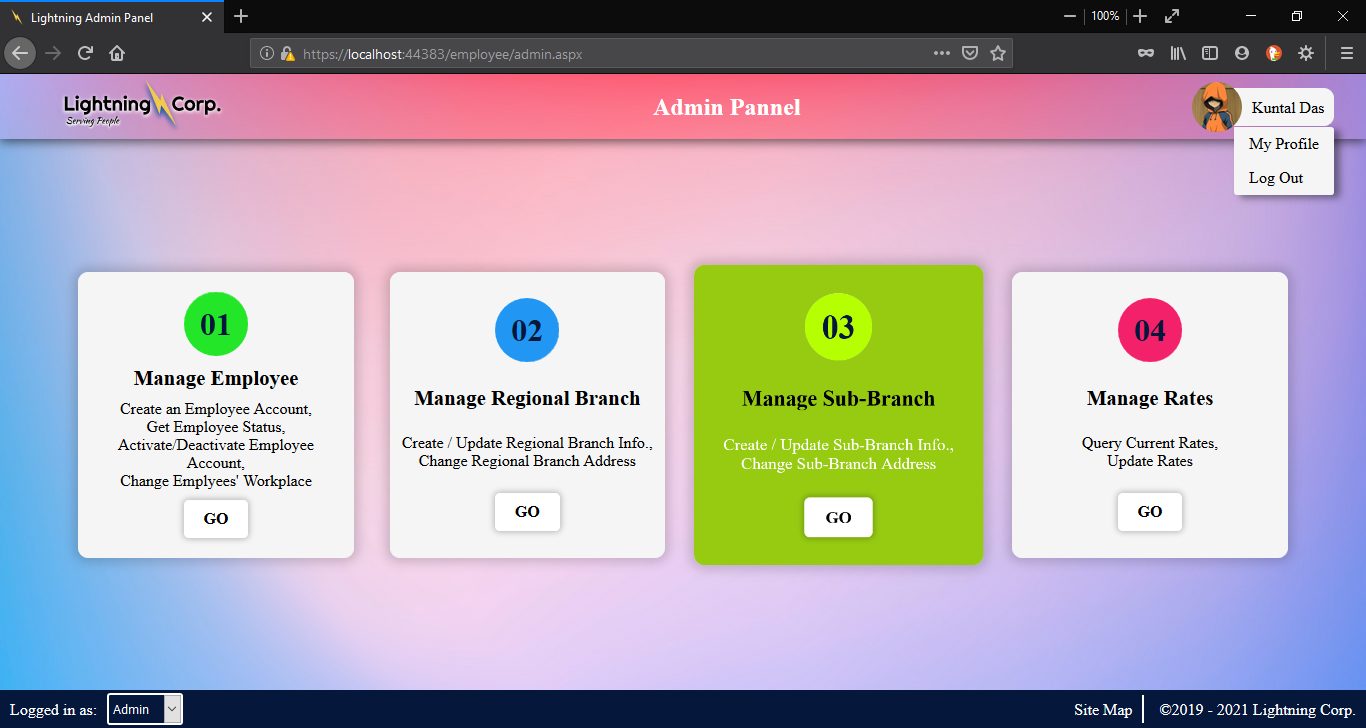 Lightning Admin Panel
100%
https://localhost:44383/employee/admin.aspx
Lightning Corp.
Serving People
Admin Pannel
Kuntal Das
My Profile
Log Out
01
Manage Employee
Create an Employee Account,
Get Employee Status,
Activate/Deactivate Employee
Account,
Change Emplyees' Workplace
GO
02
Manage Regional Branch
Create / Update Regional Branch Info.,
Change Regional Branch Address
GO
03
Manage Sub-Branch
Create / Update Sub-Branch Info.,
Change Sub-Branch Address
GO
04
Manage Rates
Query Current Rates,
Update Rates
GO
Logged in as: Admin
Site Map
©2019 - 2021 Lightning Corp.